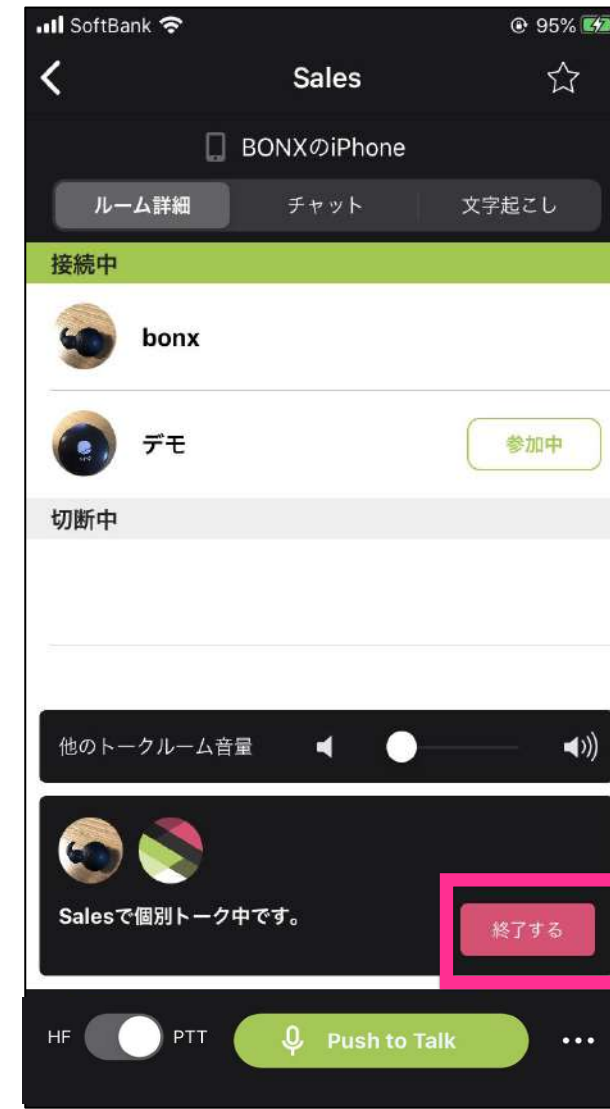 SoftBank 95%
Sales
BONXのiPhone
ルーム詳細 チャット 文字起こし
接続中
bonx
デモ 参加中
切断中
他のトークルーム音量
Salesで個別トーク中です。
終了する
HF PTT Push to Talk